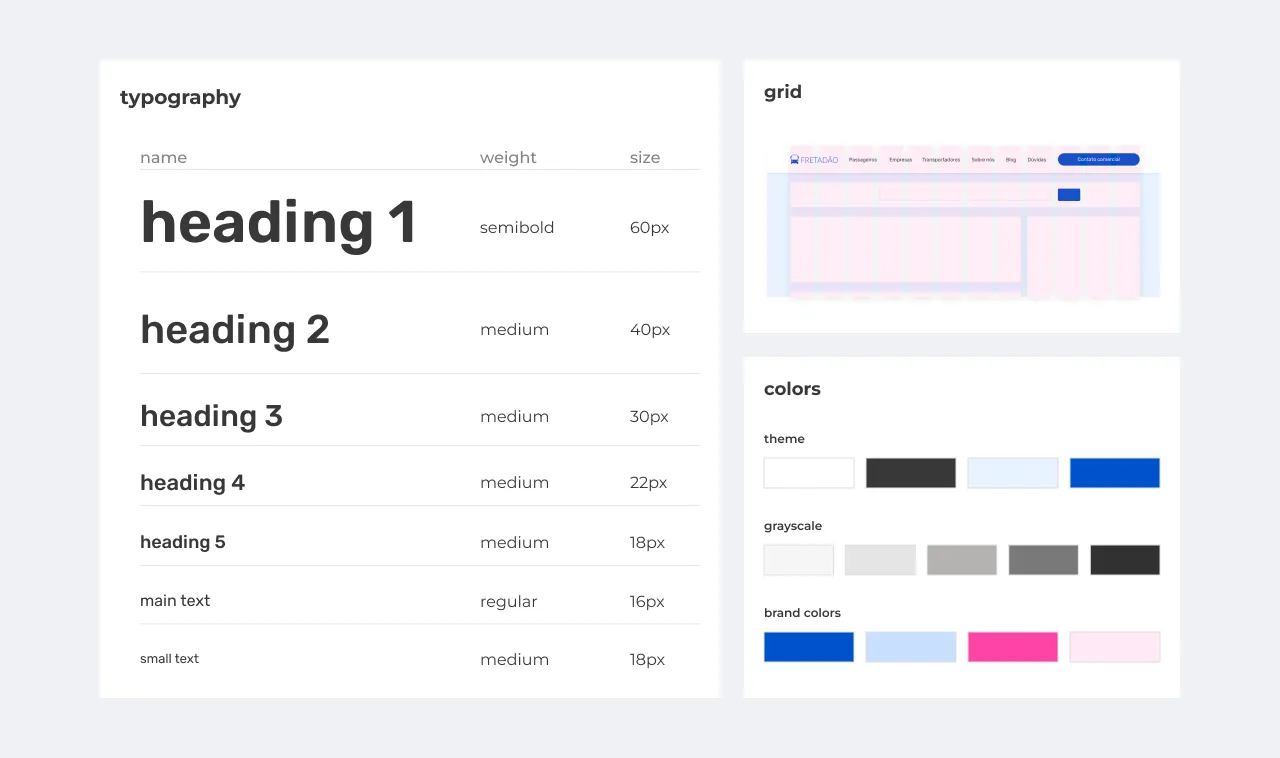 typography
name weight size
heading 1 semibold 60px
heading 2 medium 40px
heading 3 medium 30px
heading 4 medium 22px
heading 5 medium 18px
main text regular 16px
small text medium 18px
grid
FRETADÃO Passageiros Empresas Transportadores Sobre nós Blog Dúvidas Contato comercial
colors
theme
grayscale
brand colors